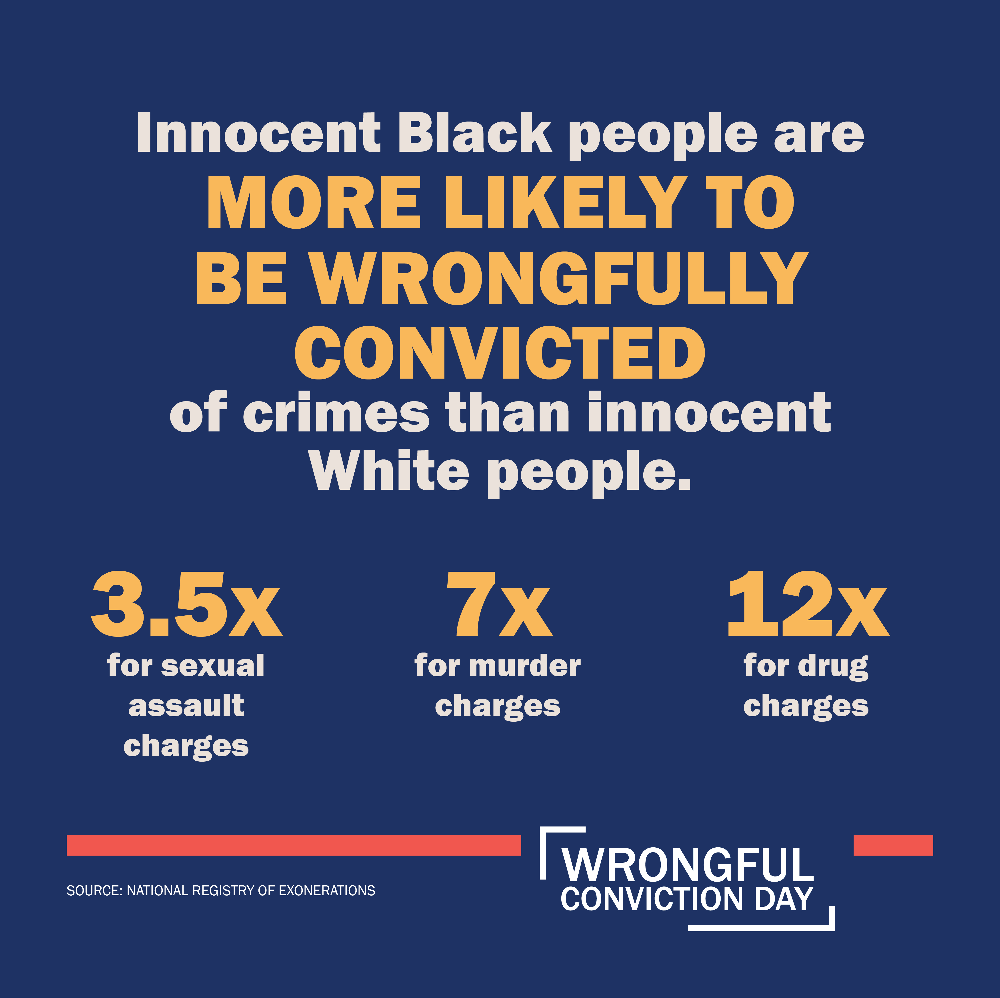 Innocent Black people are
MORE LIKELY TO
BE WRONGFULLY
CONVICTED
of crimes than innocent
White people.
3.5x
for sexual
assault
charges
7x
for murder
charges
12x
for drug
charges
SOURCE: NATIONAL REGISTRY OF EXONERATIONS
WRONGFUL
CONVICTION DAY